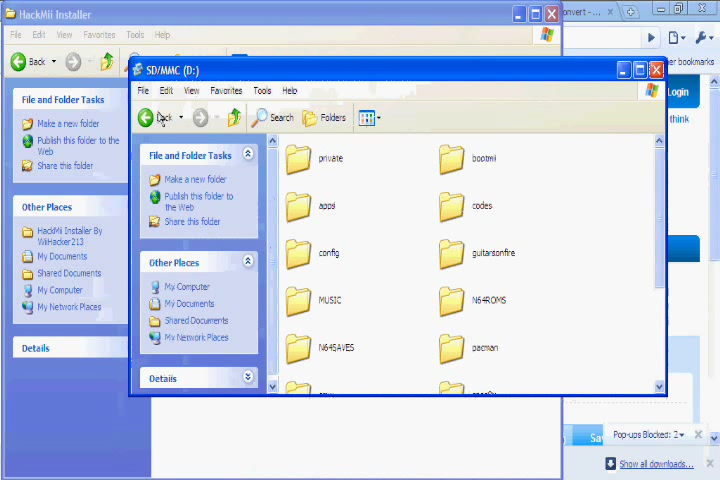 HackMii Installer
onvert - ...
File Edit View Favorites Tools Help
Back
er bookmarks
Login
think
File and Folder Tasks
Make a new folder
Publish this folder to the
Web
Share this folder
Other Places
HackMii Installer By
WiiHacker213
My Documents
Shared Documents
My Computer
My Network Places
Details
SD/MMC (D:)
File Edit View Favorites Tools Help
Back Search Folders
File and Folder Tasks
Make a new folder
Publish this folder to
the Web
Share this folder
Other Places
My Computer
My Documents
Shared Documents
My Network Places
Details
private bootmii
apps codes
config guitarsonfire
MUSIC N64ROMS
N64SAVES pacman
Sa
Pop-ups Blocked: 2
Show all downloads...